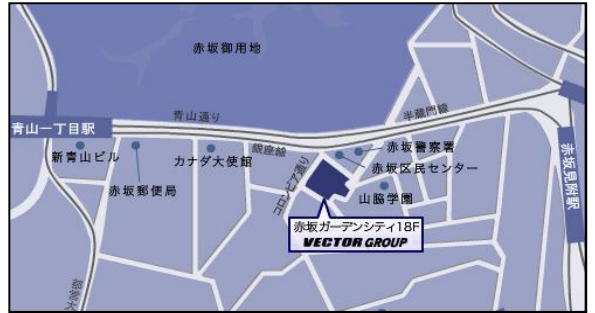 赤坂御用地
青山通り
半蔵門線
青山一丁目駅
銀座線
赤坂警察署
新青山ビル
カナダ大使館
赤坂区民センター
赤坂見附駅
赤坂郵便局
コロンビア通り
山脇学園
赤坂ガーデンシティ18F
VECTOR GROUP